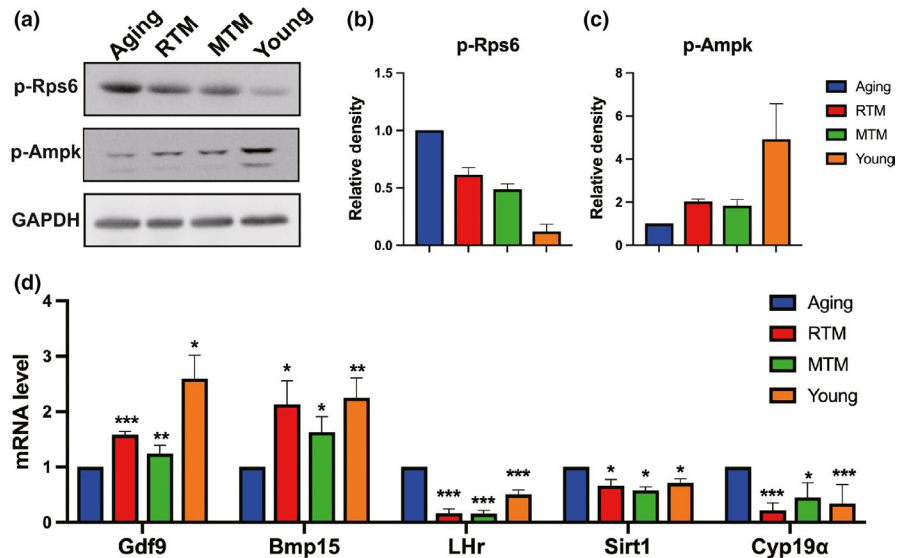 (a)
Aging RTM MTM Young
p-Rps6
p-Ampk
GAPDH
(b)
p-Rps6
Relative density
1.5
1.0
0.5
0.0
(c)
p-Ampk
Relative density
8
6
4
2
0
Aging
RTM
MTM
Young
(d)
mRNA level
4
3
2
1
0
*** ** *
* * **
*** *** ***
* * *
*** * ***
Gdf9 Bmp15 LHr Sirt1 Cyp19α
Aging
RTM
MTM
Young